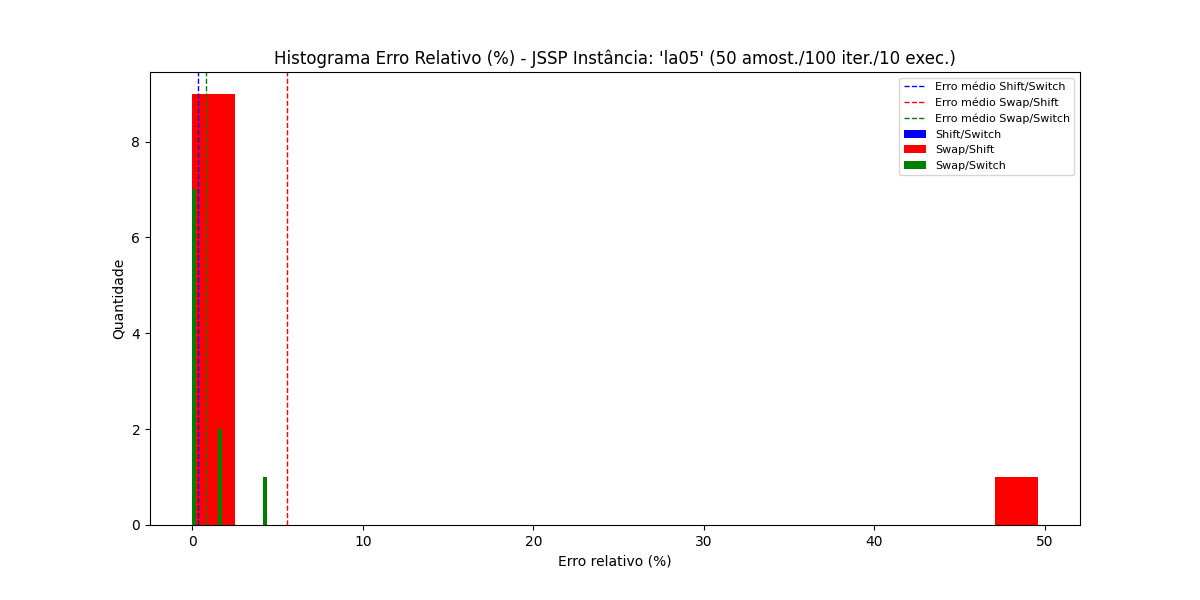 Histograma Erro Relativo (%) - JSSP Instância: 'la05' (50 amost./100 iter./10 exec.)
Erro médio Shift/Switch
Erro médio Swap/Shift
Erro médio Swap/Switch
Shift/Switch
Swap/Shift
Swap/Switch
Quantidade
8
6
4
2
0
0 10 20 30 40 50
Erro relativo (%)